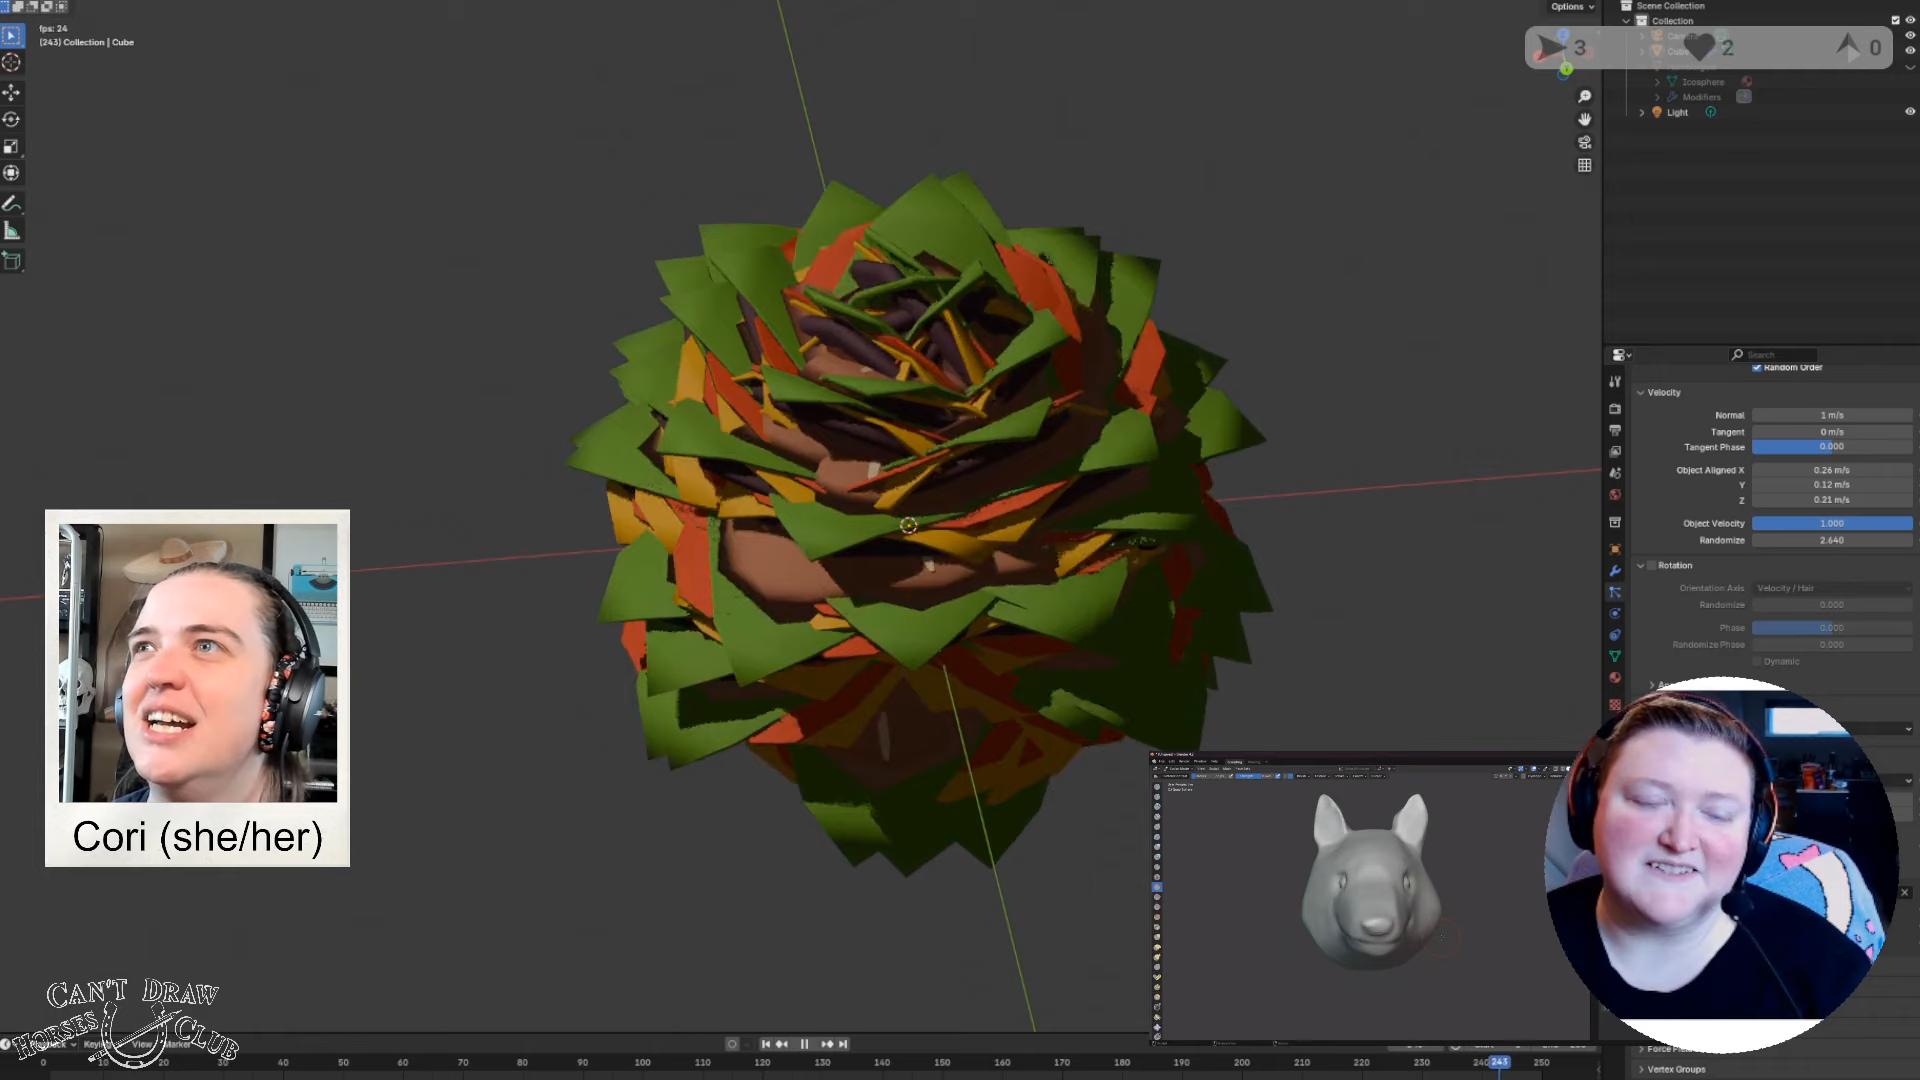 Options
Scene Collection
fps: 24
Collection
(243) Collection | Cube
3
2
0
Icosphere
Modifiers
Light
Search
Random Order
Velocity
Normal
1 m/s
Tangent
0 m/s
Tangent Phase
0.000
Object Aligned X
0.26 m/s
Y
0.12 m/s
Z
0.21 m/s
Object Velocity
1.000
Randomize
2.640
Rotation
Orientation Axis
Velocity / Hair
Randomize
0.000
Phase
0.000
Randomize Phase
0.000
Dynamic
Cori (she/her)
CAN'T DRAW
HORSES
CLUB
View
Marker
0
20
40
50
60
70
80
90
100
110
120
130
140
150
160
170
180
190
200
210
220
230
240
243
250
Vertex Groups